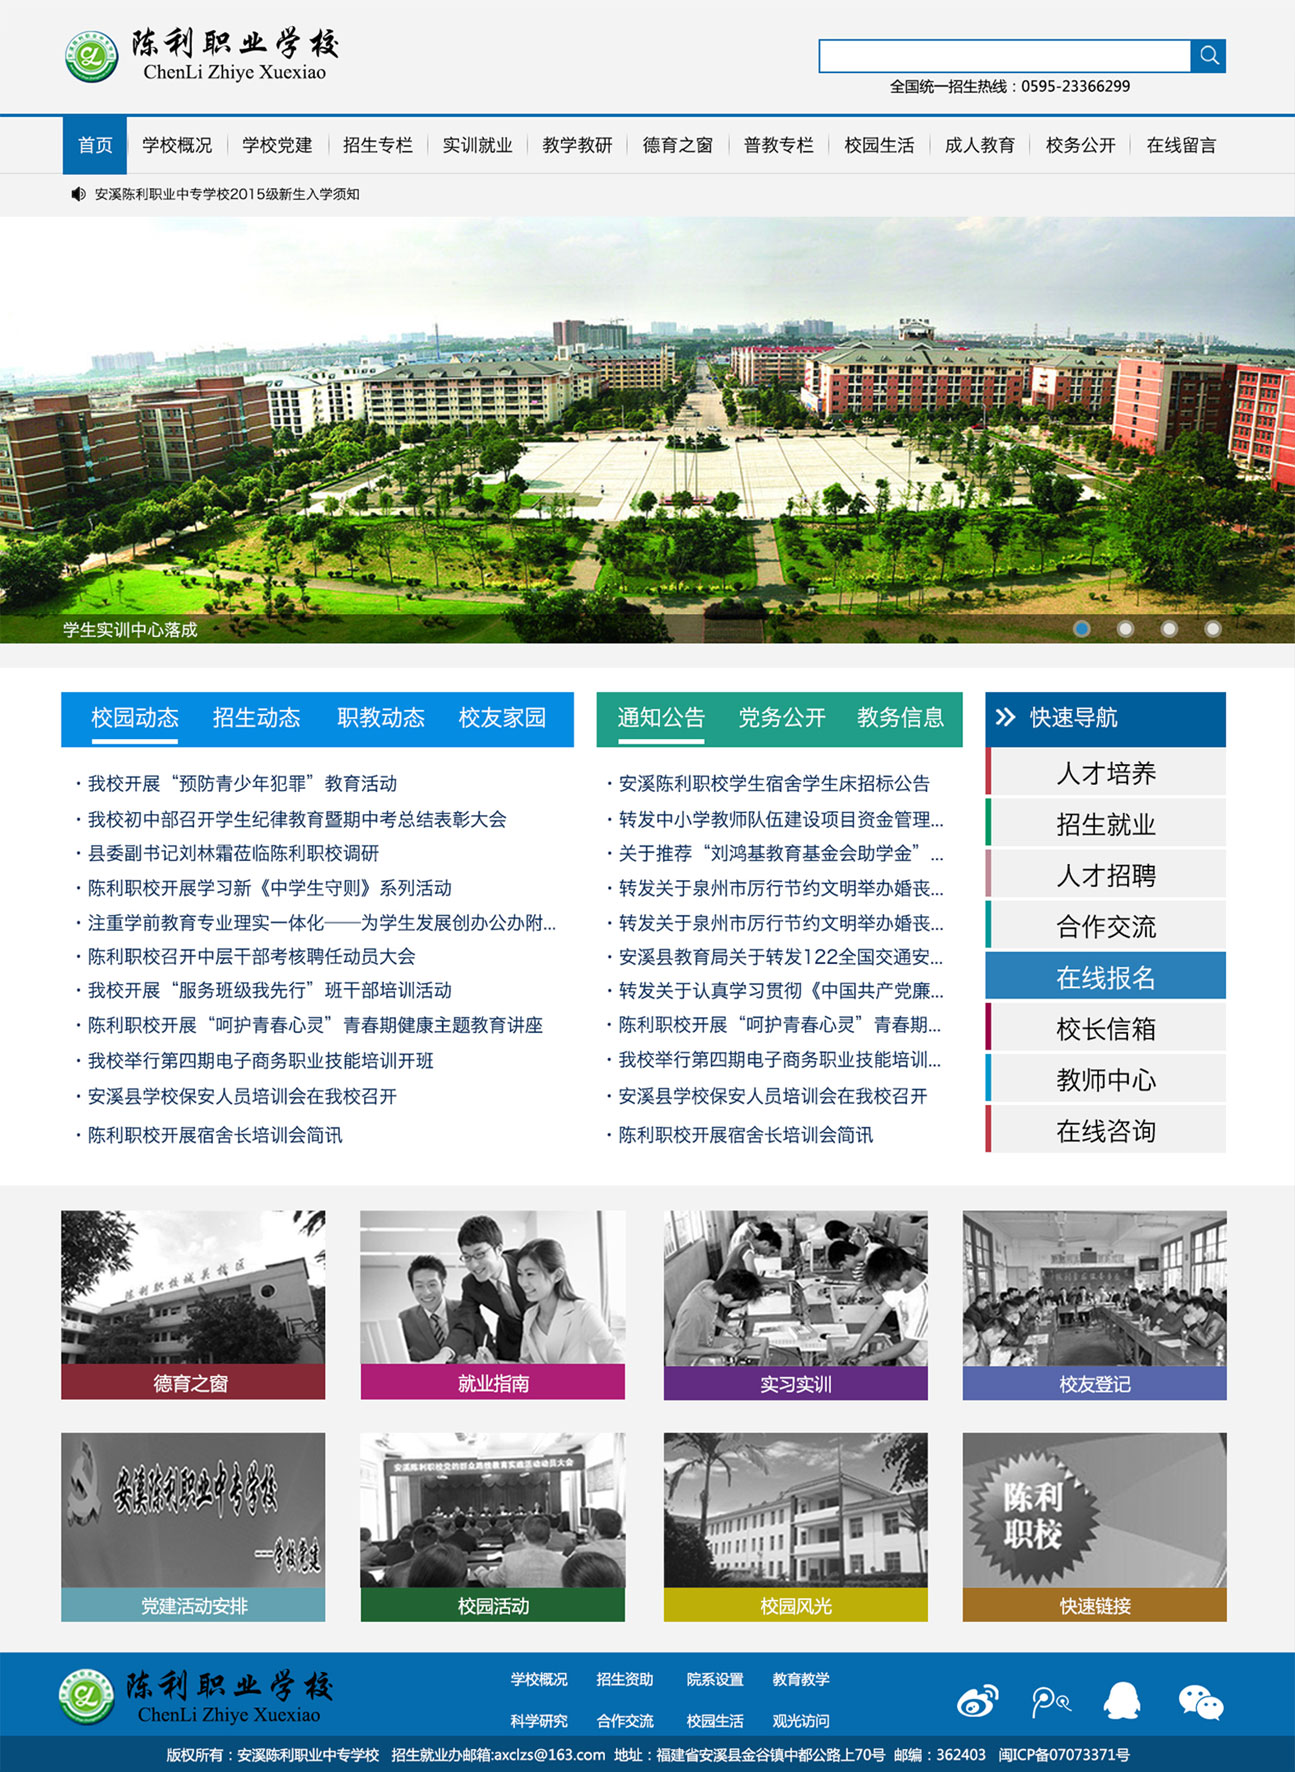 陈利职业学校
ChenLi Zhiye Xuexiao
全国统一招生热线：0595-23366299
首页 学校概况 学校党建 招生专栏 实训就业 教学教研 德育之窗 普教专栏 校园生活 成人教育 校务公开 在线留言
安溪陈利职业中专学校2015级新生入学须知
学生实训中心落成
校园动态 招生动态 职教动态 校友家园
· 我校开展“预防青少年犯罪”教育活动
· 我校初中部召开学生纪律教育暨期中考总结表彰大会
· 县委副书记刘林霜莅临陈利职校调研
· 陈利职校开展学习新《中学生守则》系列活动
· 注重学前教育专业理实一体化——为学生发展创办公办附...
· 陈利职校召开中层干部考核聘任动员大会
· 我校开展“服务班级我先行”班干部培训活动
· 陈利职校开展“呵护青春心灵”青春期健康主题教育讲座
· 我校举行第四期电子商务职业技能培训开班
· 安溪县学校保安人员培训会在我校召开
· 陈利职校开展宿舍长培训会简讯
通知公告 党务公开 教务信息
· 安溪陈利职校学生宿舍学生床招标公告
· 转发中小学教师队伍建设项目资金管理...
· 关于推荐“刘鸿基教育基金会助学金”...
· 转发关于泉州市厉行节约文明举办婚丧...
· 转发关于泉州市厉行节约文明举办婚丧...
· 安溪县教育局关于转发122全国交通安...
· 转发关于认真学习贯彻《中国共产党廉...
· 陈利职校开展“呵护青春心灵”青春期...
· 我校举行第四期电子商务职业技能培训...
· 安溪县学校保安人员培训会在我校召开
· 陈利职校开展宿舍长培训会简讯
快速导航
人才培养
招生就业
人才招聘
合作交流
在线报名
校长信箱
教师中心
在线咨询
陈利职校城关校区
德育之窗 就业指南 实习实训 校友登记
安溪陈利职业中专学校
——学校党建
安溪陈利职校党的群众路线教育实践活动动员大会
陈利
职校
党建活动安排 校园活动 校园风光 快速链接
陈利职业学校
ChenLi Zhiye Xuexiao
学校概况 招生资助 院系设置 教育教学
科学研究 合作交流 校园生活 观光访问
版权所有：安溪陈利职业中专学校 招生就业办邮箱:axclzs@163.com 地址：福建省安溪县金谷镇中都公路上70号 邮编：362403 闽ICP备07073371号